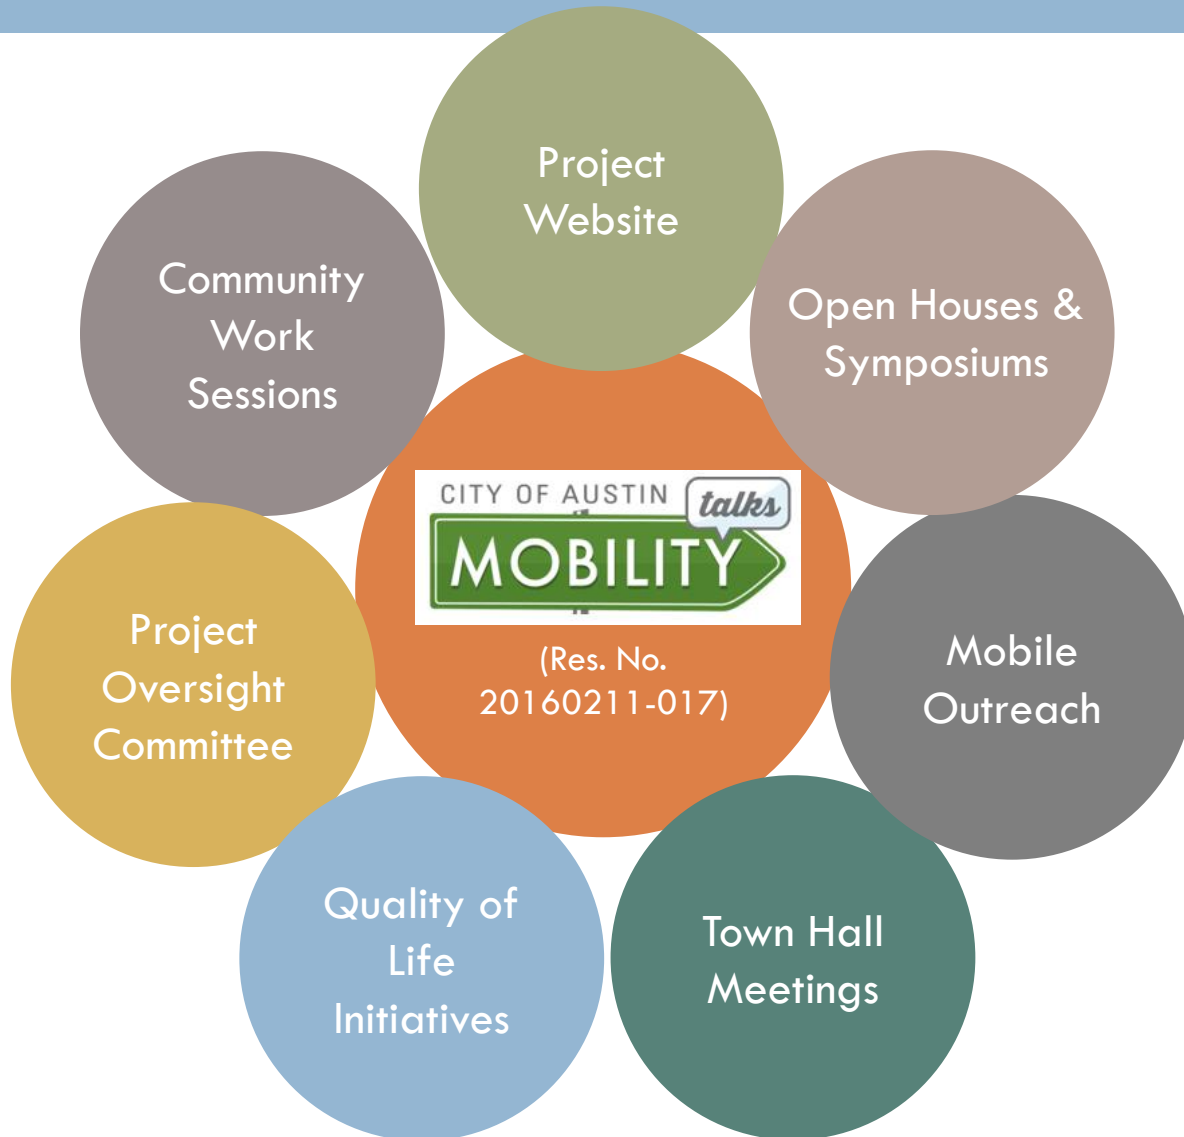 Project
Website
Open Houses &
Symposiums
Mobile
Outreach
Town Hall
Meetings
Quality of
Life
Initiatives
Project
Oversight
Committee
Community
Work
Sessions
CITY OF AUSTIN talks
MOBILITY
(Res. No.
20160211-017)